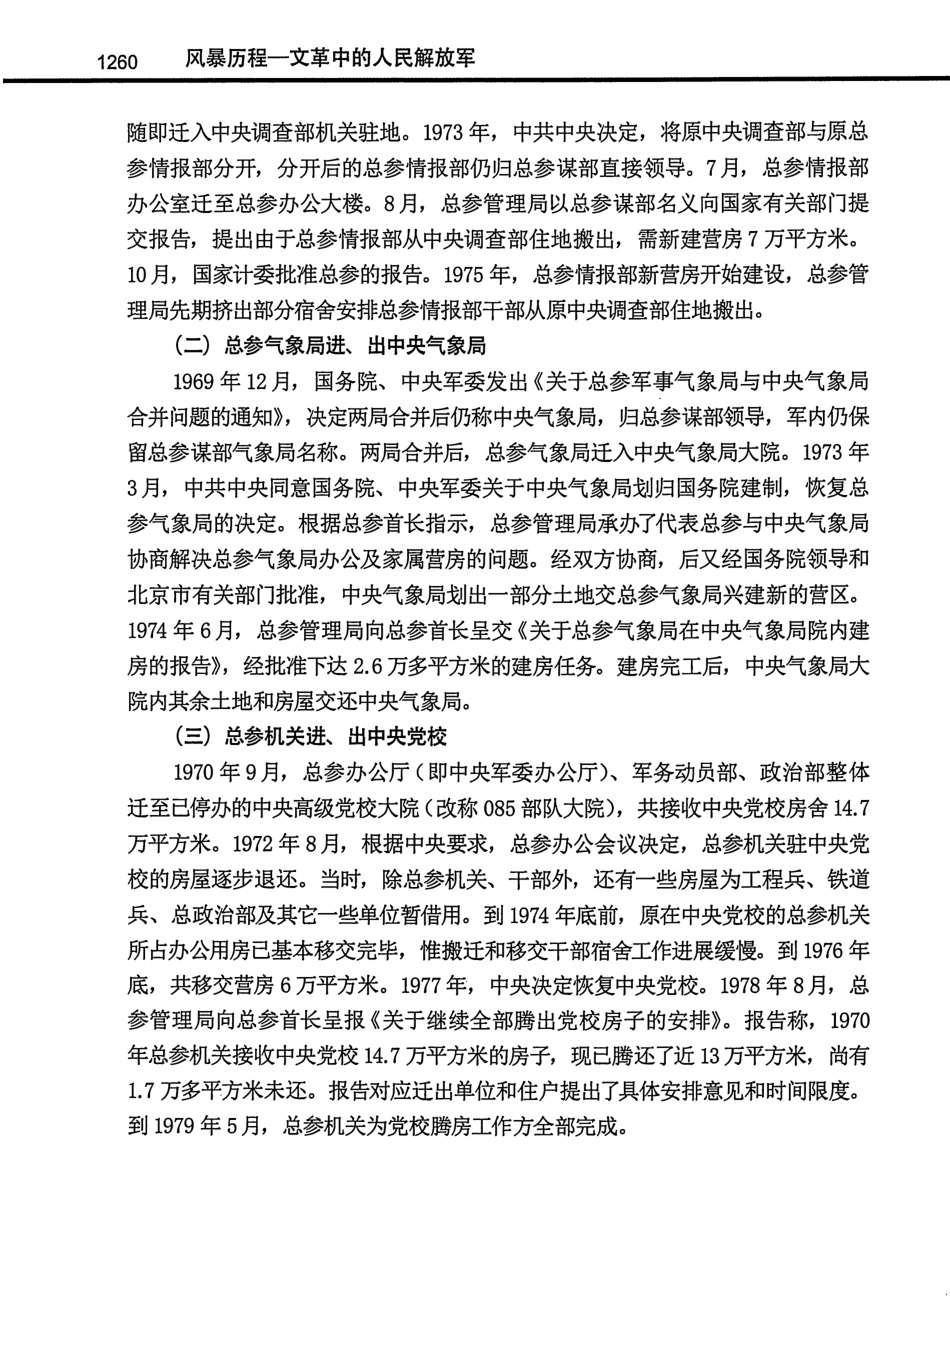 1260 风暴历程—文革中的人民解放军
随即迁入中央调查部机关驻地。1973 年，中共中央决定，将原中央调查部与原总
参情报部分开，分开后的总参情报部仍归总参谋部直接领导。7 月，总参情报部
办公室迁至总参办公大楼。8 月，总参管理局以总参谋部名义向国家有关部门提
交报告，提出由于总参情报部从中央调查部住地搬出，需新建营房 7 万平方米。
10 月，国家计委批准总参的报告。1975 年，总参情报部新营房开始建设，总参管
理局先期挤出部分宿舍安排总参情报部干部从原中央调查部住地搬出。
（二）总参气象局进、出中央气象局
1969 年 12 月，国务院、中央军委发出《关于总参军事气象局与中央气象局
合并问题的通知》，决定两局合并后仍称中央气象局，归总参谋部领导，军内仍保
留总参谋部气象局名称。两局合并后，总参气象局迁入中央气象局大院。1973 年
3 月，中共中央同意国务院、中央军委关于中央气象局划归国务院建制，恢复总
参气象局的决定。根据总参首长指示，总参管理局承办了代表总参与中央气象局
协商解决总参气象局办公及家属营房的问题。经双方协商，后又经国务院领导和
北京市有关部门批准，中央气象局划出一部分土地交总参气象局兴建新的营区。
1974 年 6 月，总参管理局向总参首长呈交《关于总参气象局在中央气象局院内建
房的报告》，经批准下达 2.6 万多平方米的建房任务。建房完工后，中央气象局大
院内其余土地和房屋交还中央气象局。
（三）总参机关进、出中央党校
1970 年 9 月，总参办公厅（即中央军委办公厅）、军务动员部、政治部整体
迁至已停办的中央高级党校大院（改称 085 部队大院），共接收中央党校房舍 14.7
万平方米。1972 年 8 月，根据中央要求，总参办公会议决定，总参机关驻中央党
校的房屋逐步退还。当时，除总参机关、干部外，还有一些房屋为工程兵、铁道
兵、总政治部及其它一些单位暂借用。到 1974 年底前，原在中央党校的总参机关
所占办公用房已基本移交完毕，惟搬迁和移交干部宿舍工作进展缓慢。到 1976 年
底，共移交营房 6 万平方米。1977 年，中央决定恢复中央党校。1978 年 8 月，总
参管理局向总参首长呈报《关于继续全部腾出党校房子的安排》。报告称，1970
年总参机关接收中央党校 14.7 万平方米的房子，现已腾还了近 13 万平方米，尚有
1.7 万多平方米未还。报告对应迁出单位和住户提出了具体安排意见和时间限度。
到 1979 年 5 月，总参机关为党校腾房工作方全部完成。